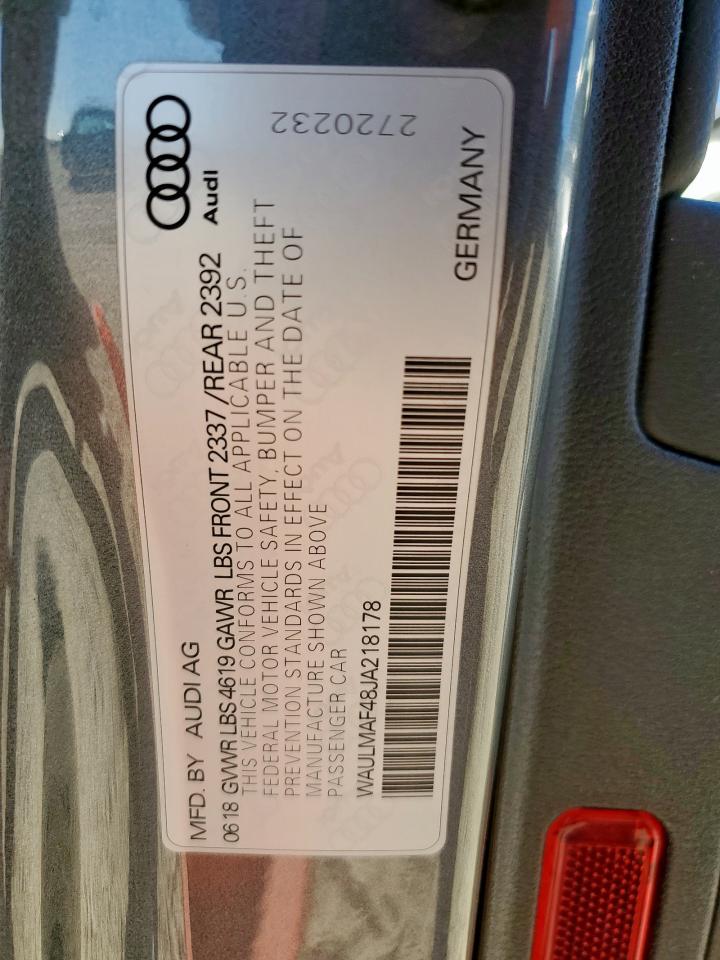 MFD. BY AUDI AG
Audi
0618 GVWR LBS 4619 GAWR LBS FRONT 2337 /REAR 2392
THIS VEHICLE CONFORMS TO ALL APPLICABLE U.S.
FEDERAL MOTOR VEHICLE SAFETY, BUMPER AND THEFT
PREVENTION STANDARDS IN EFFECT ON THE DATE OF
MANUFACTURE SHOWN ABOVE
PASSENGER CAR
2720232
WAULMAF48JA218178
GERMANY